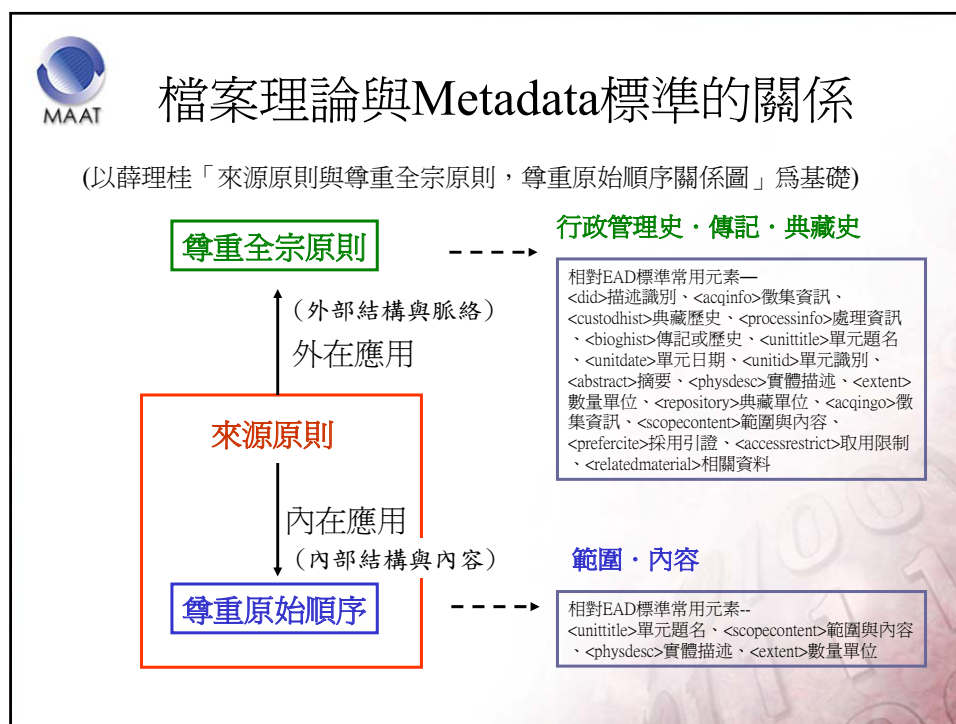 MAAT
檔案理論與Metadata標準的關係
(以薛理桂「來源原則與尊重全宗原則，尊重原始順序關係圖」為基礎)
尊重全宗原則
行政管理史．傳記．典藏史
相對EAD標準常用元素—
<did>描述識別、<acqinfo>徵集資訊、
<custodhist>典藏歷史、<processinfo>處理資訊
、<bioghist>傳記或歷史、<unittitle>單元題名
、<unitdate>單元日期、<unitid>單元識別、
<abstract>摘要、<physdesc>實體描述、<extent>
數量單位、<repository>典藏單位、<acqingo>徵
集資訊、<scopecontent>範圍與內容、
<prefercite>採用引證、<accessrestrict>取用限制
、<relatedmaterial>相關資料
（外部結構與脈絡）
外在應用
來源原則
內在應用
（內部結構與內容）
尊重原始順序
範圍．內容
相對EAD標準常用元素--
<unittitle>單元題名、<scopecontent>範圍與內容
、<physdesc>實體描述、<extent>數量單位